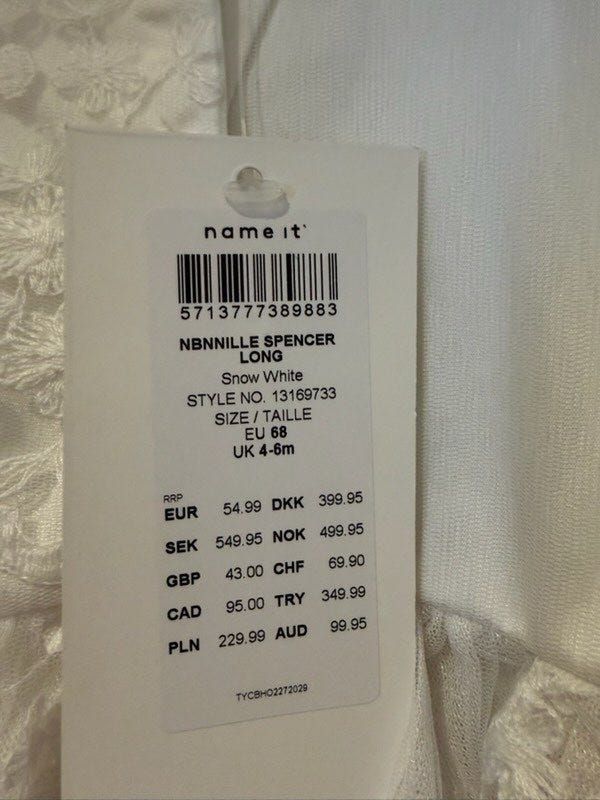 name it
5713777389883
NBNNILLE SPENCER
LONG
Snow White
STYLE NO. 13169733
SIZE / TAILLE
EU 68
UK 4-6m
RRP
EUR 54.99 DKK 399.95
SEK 549.95 NOK 499.95
GBP 43.00 CHF 69.90
CAD 95.00 TRY 349.99
PLN 229.99 AUD 99.95
TYCBHO2272029